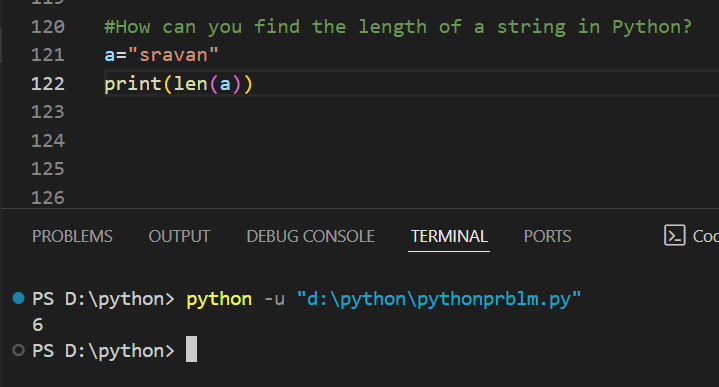 119
120 #How can you find the length of a string in Python?
121 a="sravan"
122 print(len(a))
123
124
125
126
PROBLEMS OUTPUT DEBUG CONSOLE TERMINAL PORTS
PS D:\python> python -u "d:\python\pythonprblm.py"
6
PS D:\python>